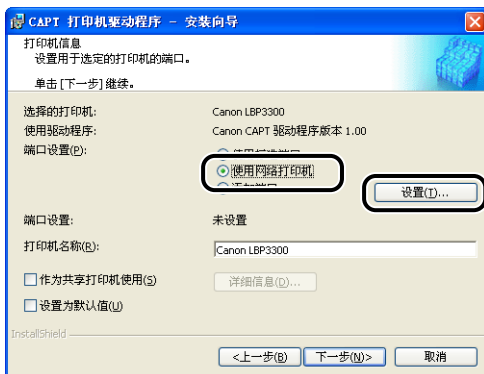 CAPT 打印机驱动程序 - 安装向导
打印机信息
设置用于选定的打印机的端口。
单击[下一步]继续。
选择的打印机: Canon LBP3300
使用驱动程序: Canon CAPT 驱动程序版本 1.00
端口设置(P):
使用网络打印机
设置(T)...
端口设置: 未设置
打印机名称(R): Canon LBP3300
作为共享打印机使用(S) 详细信息(D)...
设置为默认值(U)
InstallShield
<上一步(B) 下一步(N)> 取消